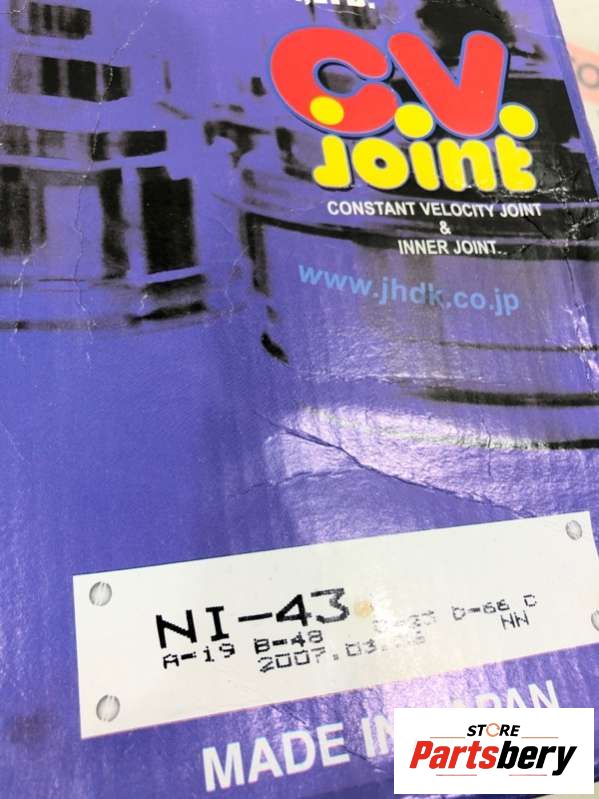 C.V.
Joint
CONSTANT VELOCITY JOINT
&
INNER JOINT
www.jhdk.co.jp
NI-43
A-19 B-48 D-66
2007.03. NN
MADE IN JAPAN
STORE
Partsbery